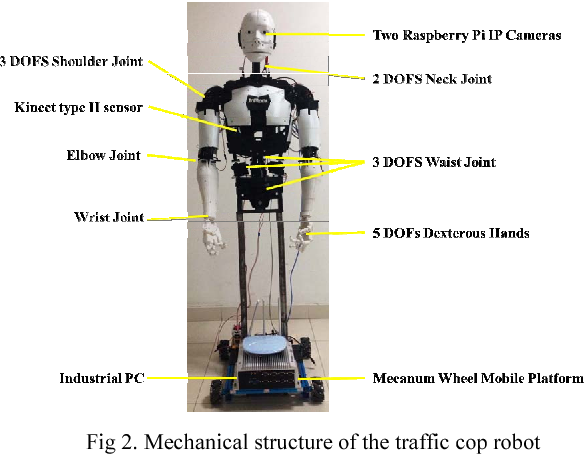 Two Raspberry Pi IP Cameras
3 DOFS Shoulder Joint
2 DOFS Neck Joint
Kinect type II sensor
Elbow Joint
3 DOFS Waist Joint
Wrist Joint
5 DOFs Dexterous Hands
Industrial PC
Mecanum Wheel Mobile Platform
Fig 2. Mechanical structure of the traffic cop robot